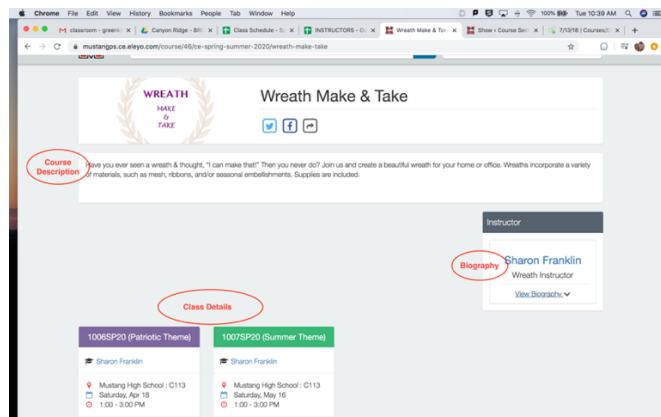 Chrome File Edit View History Bookmarks People Tab Window Help
100% Tue 10:39 AM
classroom - greenk
Canyon Ridge - BRI
Class Schedule - S
INSTRUCTORS - G
Wreath Make & Tak
Show < Course Sec
mustangps.ce.eleyo.com/course/46/ce-spring-summer-2020/wreath-make-take
WREATH
MAKE
&
TAKE
Wreath Make & Take
Course
Description
Have you ever seen a wreath & thought, "I can make that!" Then you never do? Join us and create a beautiful wreath for your home or office. Wreaths incorporate a variety
of materials, such as mesh, ribbons, and/or seasonal embellishments. Supplies are included.
Instructor
Biography
Sharon Franklin
Wreath Instructor
View Biography
Class Details
1006SP20 (Patriotic Theme)
Sharon Franklin
Mustang High School : C113
Saturday, Apr 18
1:00 - 3:00 PM
1007SP20 (Summer Theme)
Sharon Franklin
Mustang High School : C113
Saturday, May 16
1:00 - 3:00 PM